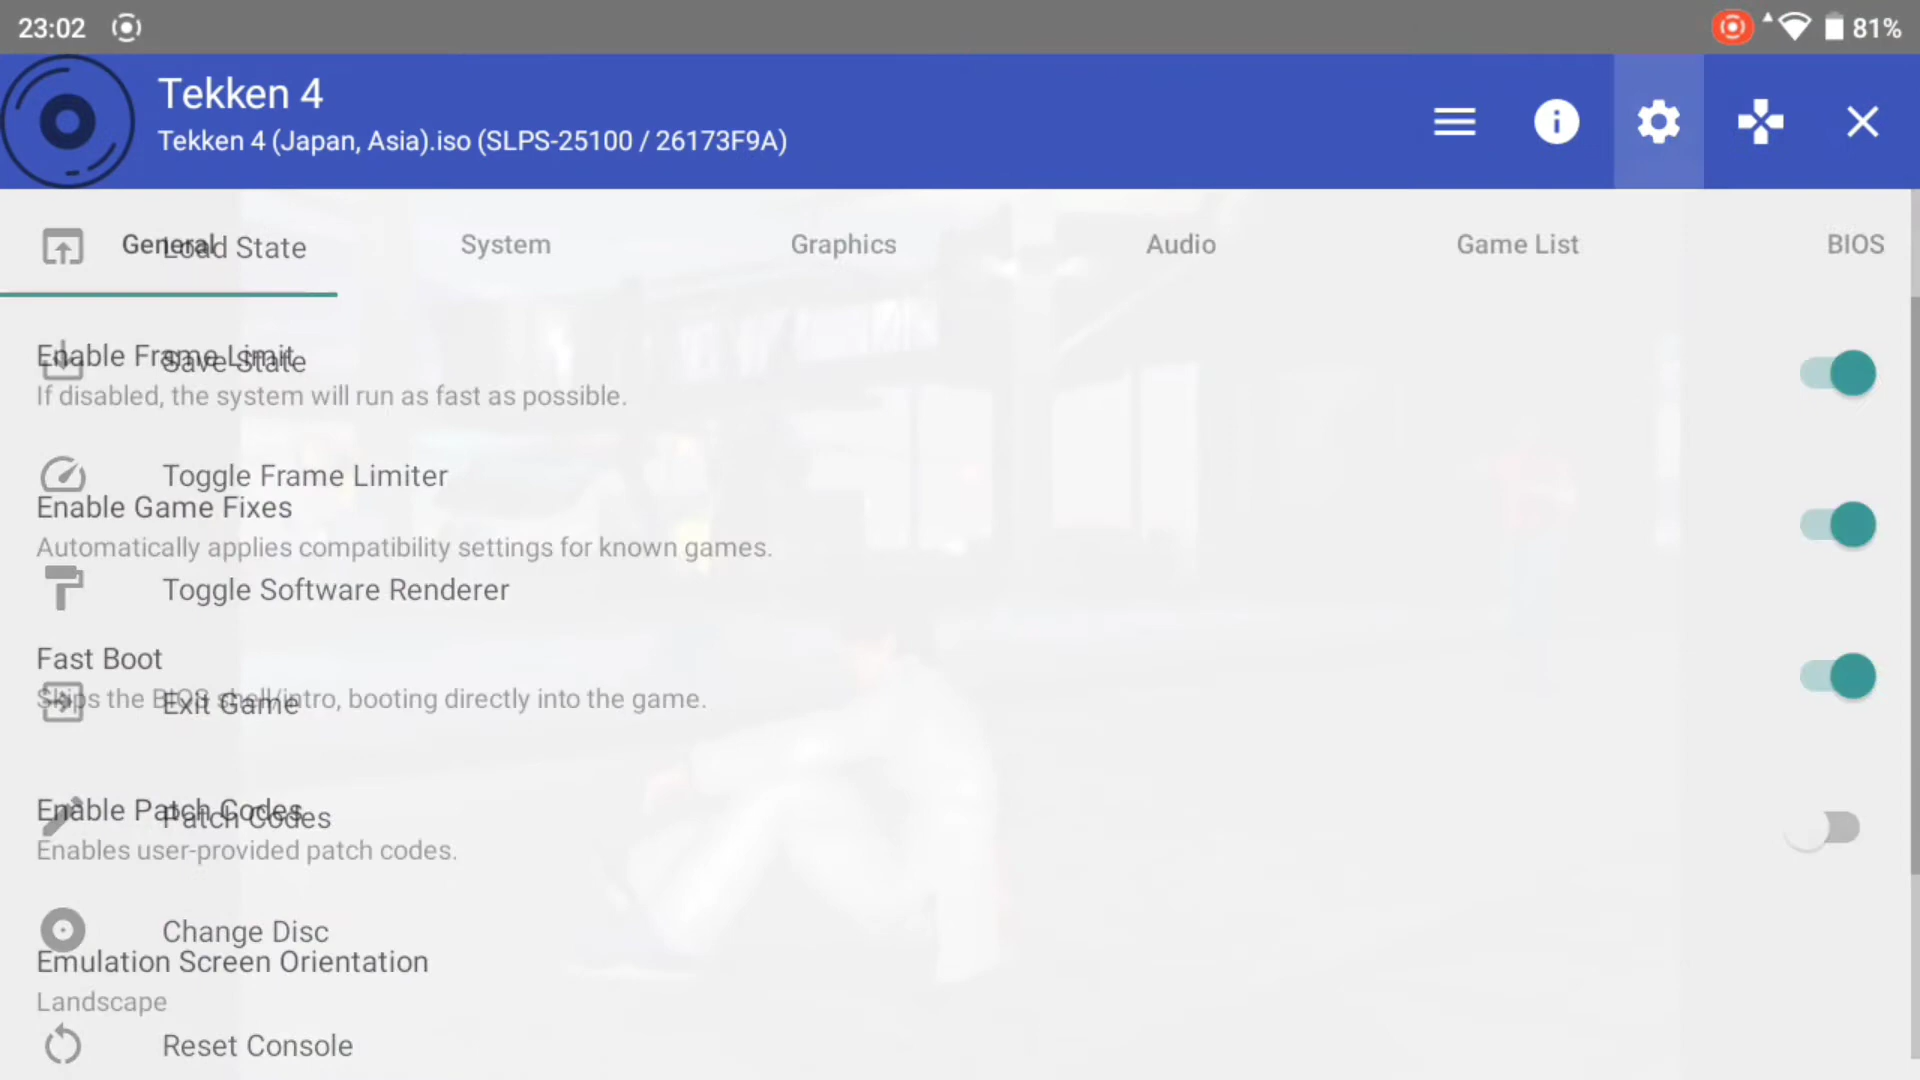 23:02
81%
Tekken 4
Tekken 4 (Japan, Asia).iso (SLPS-25100 / 26173F9A)
General
Load State
System
Graphics
Audio
Game List
BIOS
Enable Frame Limit
Save State
If disabled, the system will run as fast as possible.
Toggle Frame Limiter
Enable Game Fixes
Automatically applies compatibility settings for known games.
Toggle Software Renderer
Fast Boot
Skips the BIOS shell/intro, booting directly into the game.
Exit Game
Enable Patch Codes
Patch Codes
Enables user-provided patch codes.
Change Disc
Emulation Screen Orientation
Landscape
Reset Console